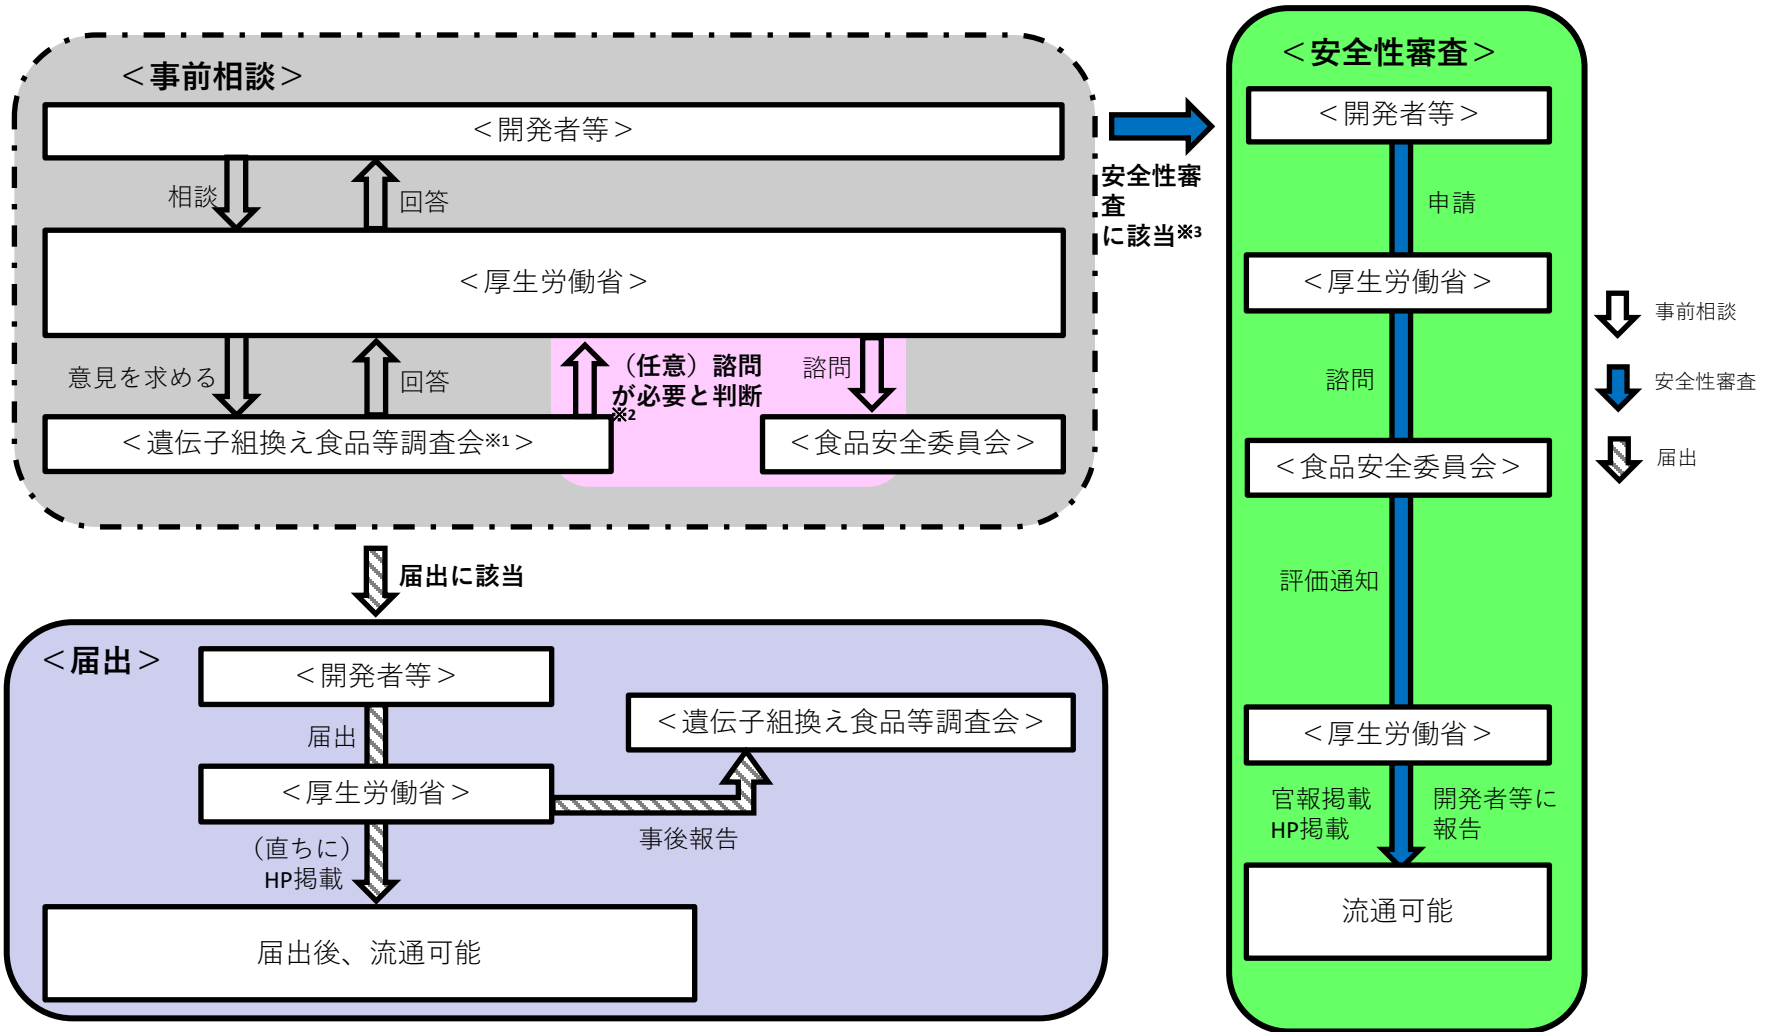 ＜事前相談＞
＜開発者等＞
相談
回答
＜厚生労働省＞
意見を求める
回答
（任意）諮問
が必要と判断
※2
諮問
＜遺伝子組換え食品等調査会※1＞
＜食品安全委員会＞
安全性審
査
に該当※3
届出に該当
＜届出＞
＜開発者等＞
届出
＜厚生労働省＞
＜遺伝子組換え食品等調査会＞
事後報告
（直ちに）
HP掲載
届出後、流通可能
＜安全性審査＞
＜開発者等＞
申請
＜厚生労働省＞
諮問
＜食品安全委員会＞
評価通知
＜厚生労働省＞
官報掲載
HP掲載
開発者等に
報告
流通可能
事前相談
安全性審査
届出